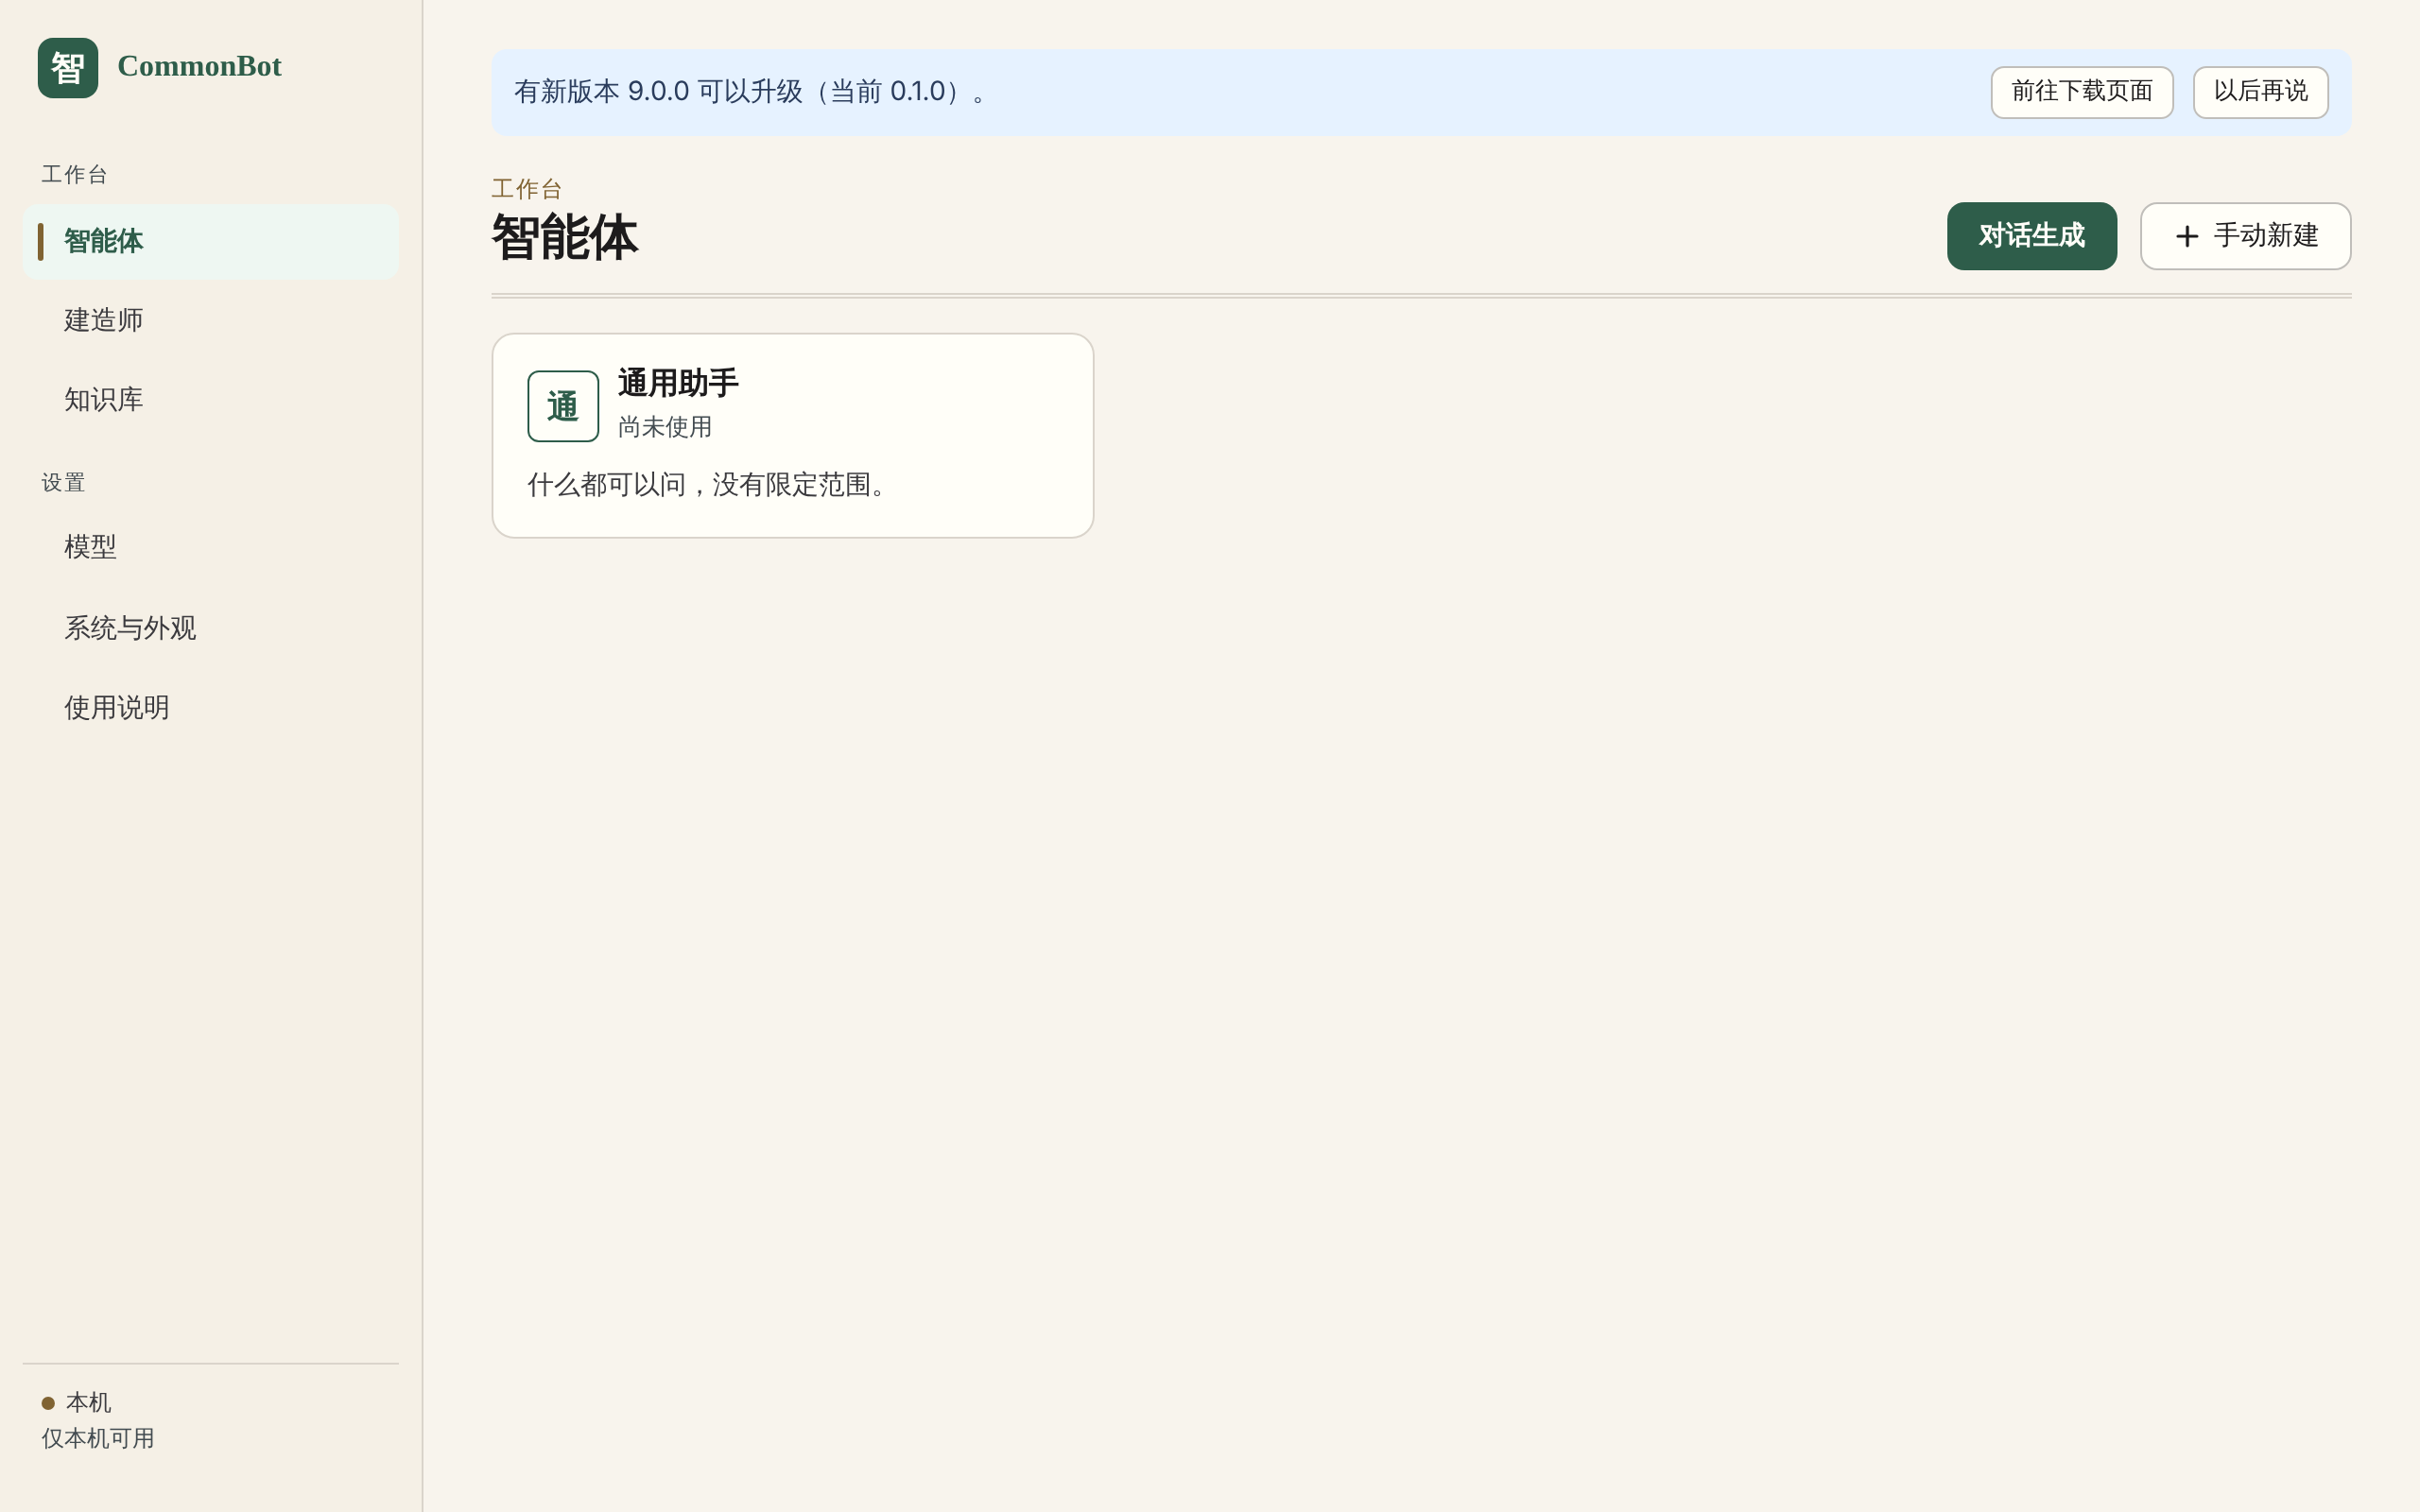 智 CommonBot
工作台
智能体
建造师
知识库
设置
模型
系统与外观
使用说明
本机
仅本机可用
有新版本 9.0.0 可以升级（当前 0.1.0）。
前往下载页面
以后再说
工作台
智能体
对话生成
+ 手动新建
通
通用助手
尚未使用
什么都可以问，没有限定范围。